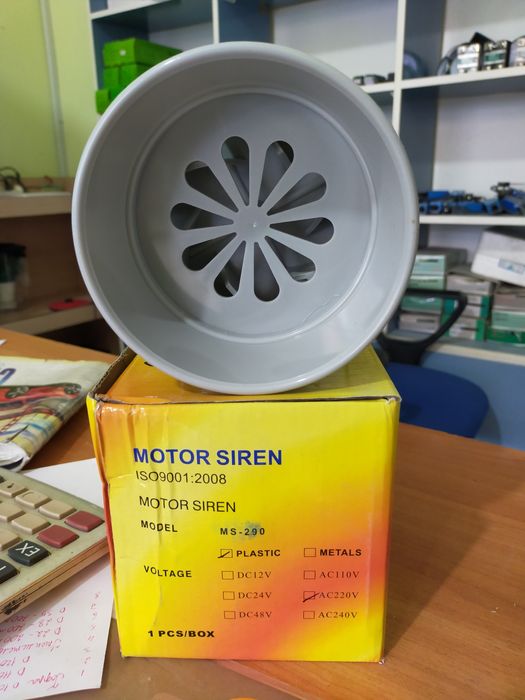 MOTOR SIREN
ISO9001:2008
MOTOR SIREN
MODEL MS-290
PLASTIC METALS
VOLTAGE DC12V AC110V
DC24V AC220V
DC48V AC240V
1 PCS/BOX
EX